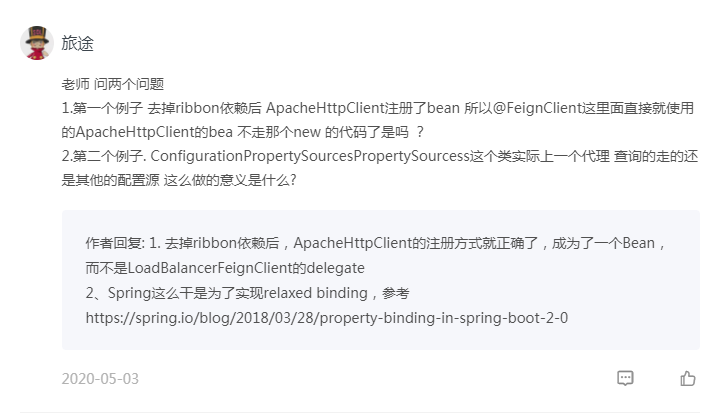 旅途
老师 问两个问题
1.第一个例子 去掉ribbon依赖后 ApacheHttpClient注册了bean 所以@FeignClient这里面直接就使用
的ApacheHttpClient的bea 不走那个new 的代码了是吗 ？
2.第二个例子. ConfigurationPropertySourcesPropertySourcess这个类实际上一个代理 查询的走的还
是其他的配置源 这么做的意义是什么?
作者回复: 1. 去掉ribbon依赖后，ApacheHttpClient的注册方式就正确了，成为了一个Bean，
而不是LoadBalancerFeignClient的delegate
2、Spring这么干是为了实现relaxed binding，参考
https://spring.io/blog/2018/03/28/property-binding-in-spring-boot-2-0
2020-05-03